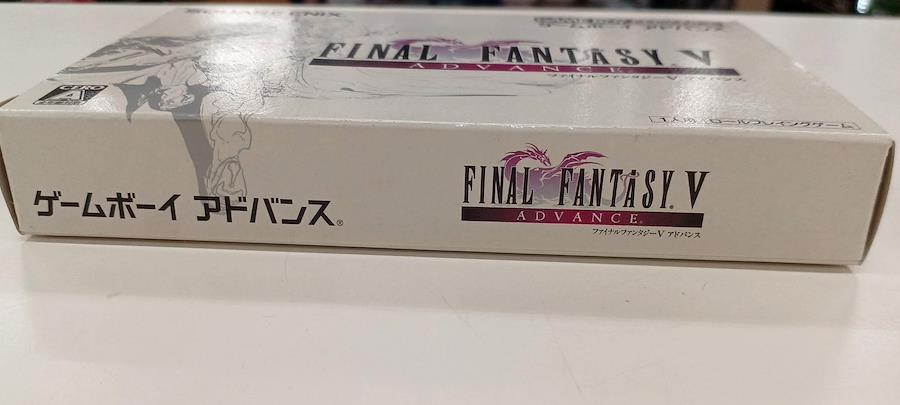 SQUARE ENIX
FINAL FANTASY. V
ADVANCE
ファイナルファンタジーV アドバンス
CERO
A
1人用 ロールプレイングゲーム
ゲームボーイ アドバンス®
FINAL FANTASY® V
ADVANCE®
ファイナルファンタジーV アドバンス